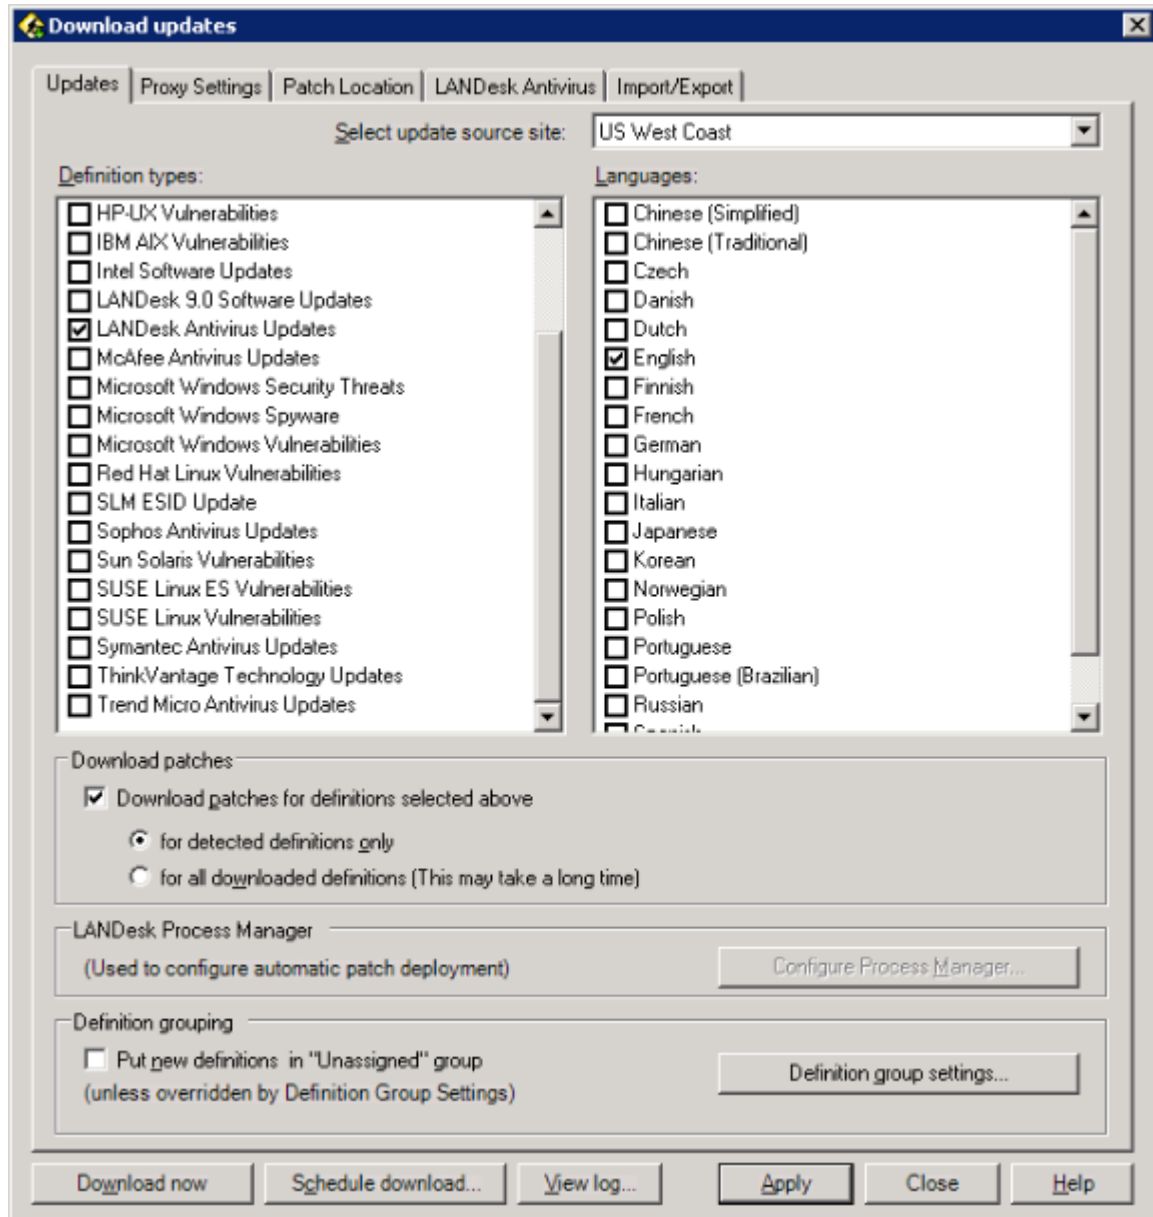 Download updates
Updates
Proxy Settings
Patch Location
LANDesk Antivirus
Import/Export
Select update source site:
US West Coast
Definition types:
HP-UX Vulnerabilities
IBM AIX Vulnerabilities
Intel Software Updates
LANDesk 9.0 Software Updates
LANDesk Antivirus Updates
McAfee Antivirus Updates
Microsoft Windows Security Threats
Microsoft Windows Spyware
Microsoft Windows Vulnerabilities
Red Hat Linux Vulnerabilities
SLM ESID Update
Sophos Antivirus Updates
Sun Solaris Vulnerabilities
SUSE Linux ES Vulnerabilities
SUSE Linux Vulnerabilities
Symantec Antivirus Updates
ThinkVantage Technology Updates
Trend Micro Antivirus Updates
Languages:
Chinese (Simplified)
Chinese (Traditional)
Czech
Danish
Dutch
English
Finnish
French
German
Hungarian
Italian
Japanese
Korean
Norwegian
Polish
Portuguese
Portuguese (Brazilian)
Russian
Download patches
Download patches for definitions selected above
for detected definitions only
for all downloaded definitions (This may take a long time)
LANDesk Process Manager
(Used to configure automatic patch deployment)
Configure Process Manager...
Definition grouping
Put new definitions in "Unassigned" group
(unless overridden by Definition Group Settings)
Definition group settings...
Download now
Schedule download...
View log...
Apply
Close
Help